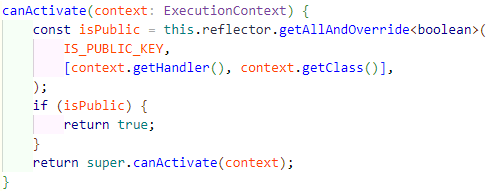 canActivate(context: ExecutionContext) {
    const isPublic = this.reflector.getAllAndOverride<boolean>(
        IS_PUBLIC_KEY,
        [context.getHandler(), context.getClass()],
    );
    if (isPublic) {
        return true;
    }
    return super.canActivate(context);
}